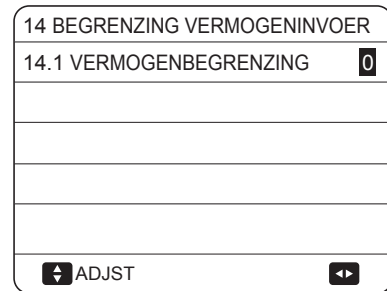 14 BEGRENZING VERMOGENINVOER
14.1 VERMOGENBEGRENZING 0
ADJST